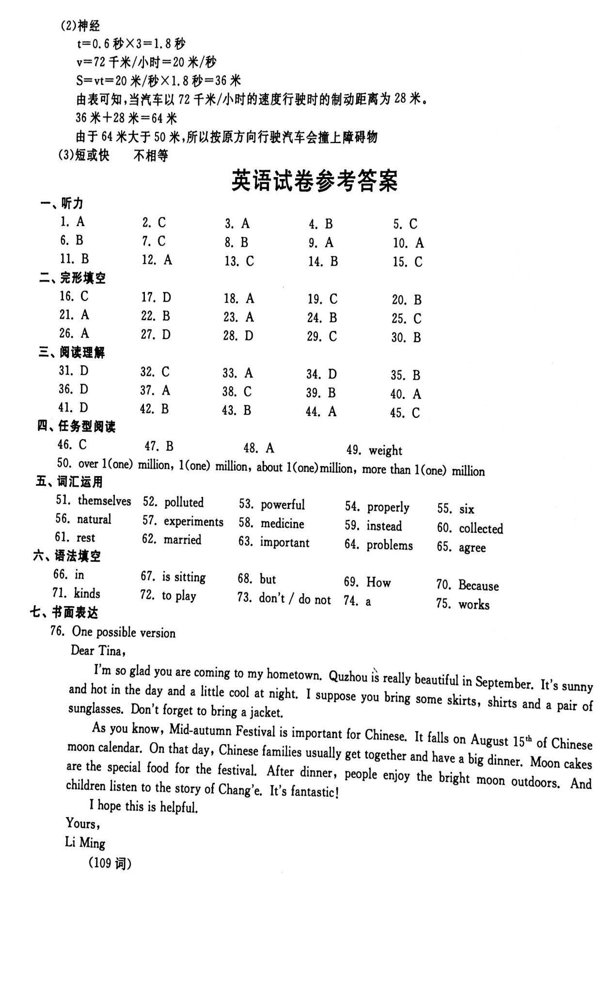 (2)神经
t=0.6秒×3=1.8秒
v=72千米/小时=20米/秒
S=vt=20米/秒×1.8秒=36米
由表可知,当汽车以72千米/小时的速度行驶时的制动距离为28米。
36米+28米=64米
由于64米大于50米,所以按原方向行驶汽车会撞上障碍物
(3)短或快 不相等
英语试卷参考答案
一、听力
1. A 2. C 3. A 4. B 5. C
6. B 7. C 8. B 9. A 10. A
11. B 12. A 13. C 14. B 15. C
二、完形填空
16. C 17. D 18. A 19. C 20. B
21. A 22. B 23. A 24. B 25. C
26. A 27. D 28. D 29. C 30. B
三、阅读理解
31. D 32. C 33. A 34. D 35. B
36. D 37. A 38. C 39. B 40. A
41. D 42. B 43. B 44. A 45. C
四、任务型阅读
46. C 47. B 48. A 49. weight
50. over 1(one) million, 1(one) million, about 1(one)million, more than 1(one) million
五、词汇运用
51. themselves 52. polluted 53. powerful 54. properly 55. six
56. natural 57. experiments 58. medicine 59. instead 60. collected
61. rest 62. married 63. important 64. problems 65. agree
六、语法填空
66. in 67. is sitting 68. but 69. How 70. Because
71. kinds 72. to play 73. don't / do not 74. a 75. works
七、书面表达
76. One possible version
Dear Tina,
I'm so glad you are coming to my hometown. Quzhou is really beautiful in September. It's sunny
and hot in the day and a little cool at night. I suppose you bring some skirts, shirts and a pair of
sunglasses. Don't forget to bring a jacket.
As you know, Mid-autumn Festival is important for Chinese. It falls on August 15th of Chinese
moon calendar. On that day, Chinese families usually get together and have a big dinner. Moon cakes
are the special food for the festival. After dinner, people enjoy the bright moon outdoors. And
children listen to the story of Chang'e. It's fantastic!
I hope this is helpful.
Yours,
Li Ming
(109词)